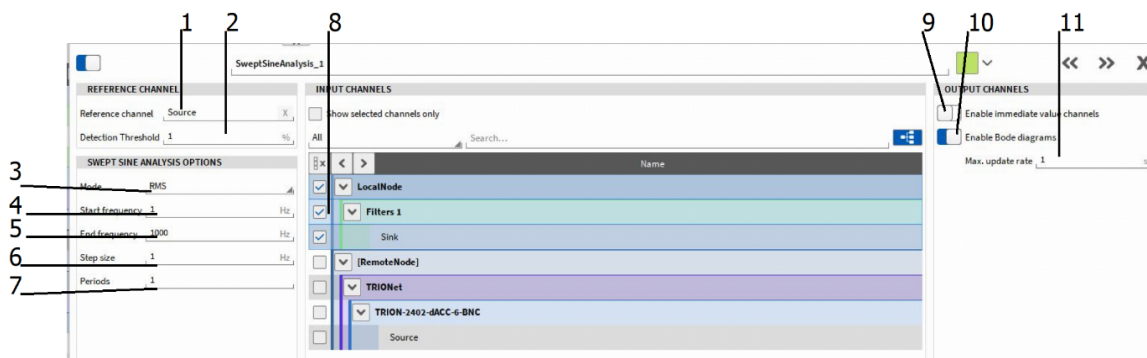 1 2 8 9 10 11
SweptSineAnalysis_1
REFERENCE CHANNEL
Reference channel Source X
Detection Threshold 1 %
SWEPT SINE ANALYSIS OPTIONS
3 Mode RMS
4 Start frequency 1 Hz
5 End frequency 1000 Hz
6 Step size 1 Hz
7 Periods 1
INPUT CHANNELS
Show selected channels only
All Search...
Name
LocalNode
Filters 1
Sink
[RemoteNode]
TRIONet
TRION-2402-dACC-6-BNC
Source
OUTPUT CHANNELS
Enable immediate value channels
Enable Bode diagrams
Max. update rate 1 s